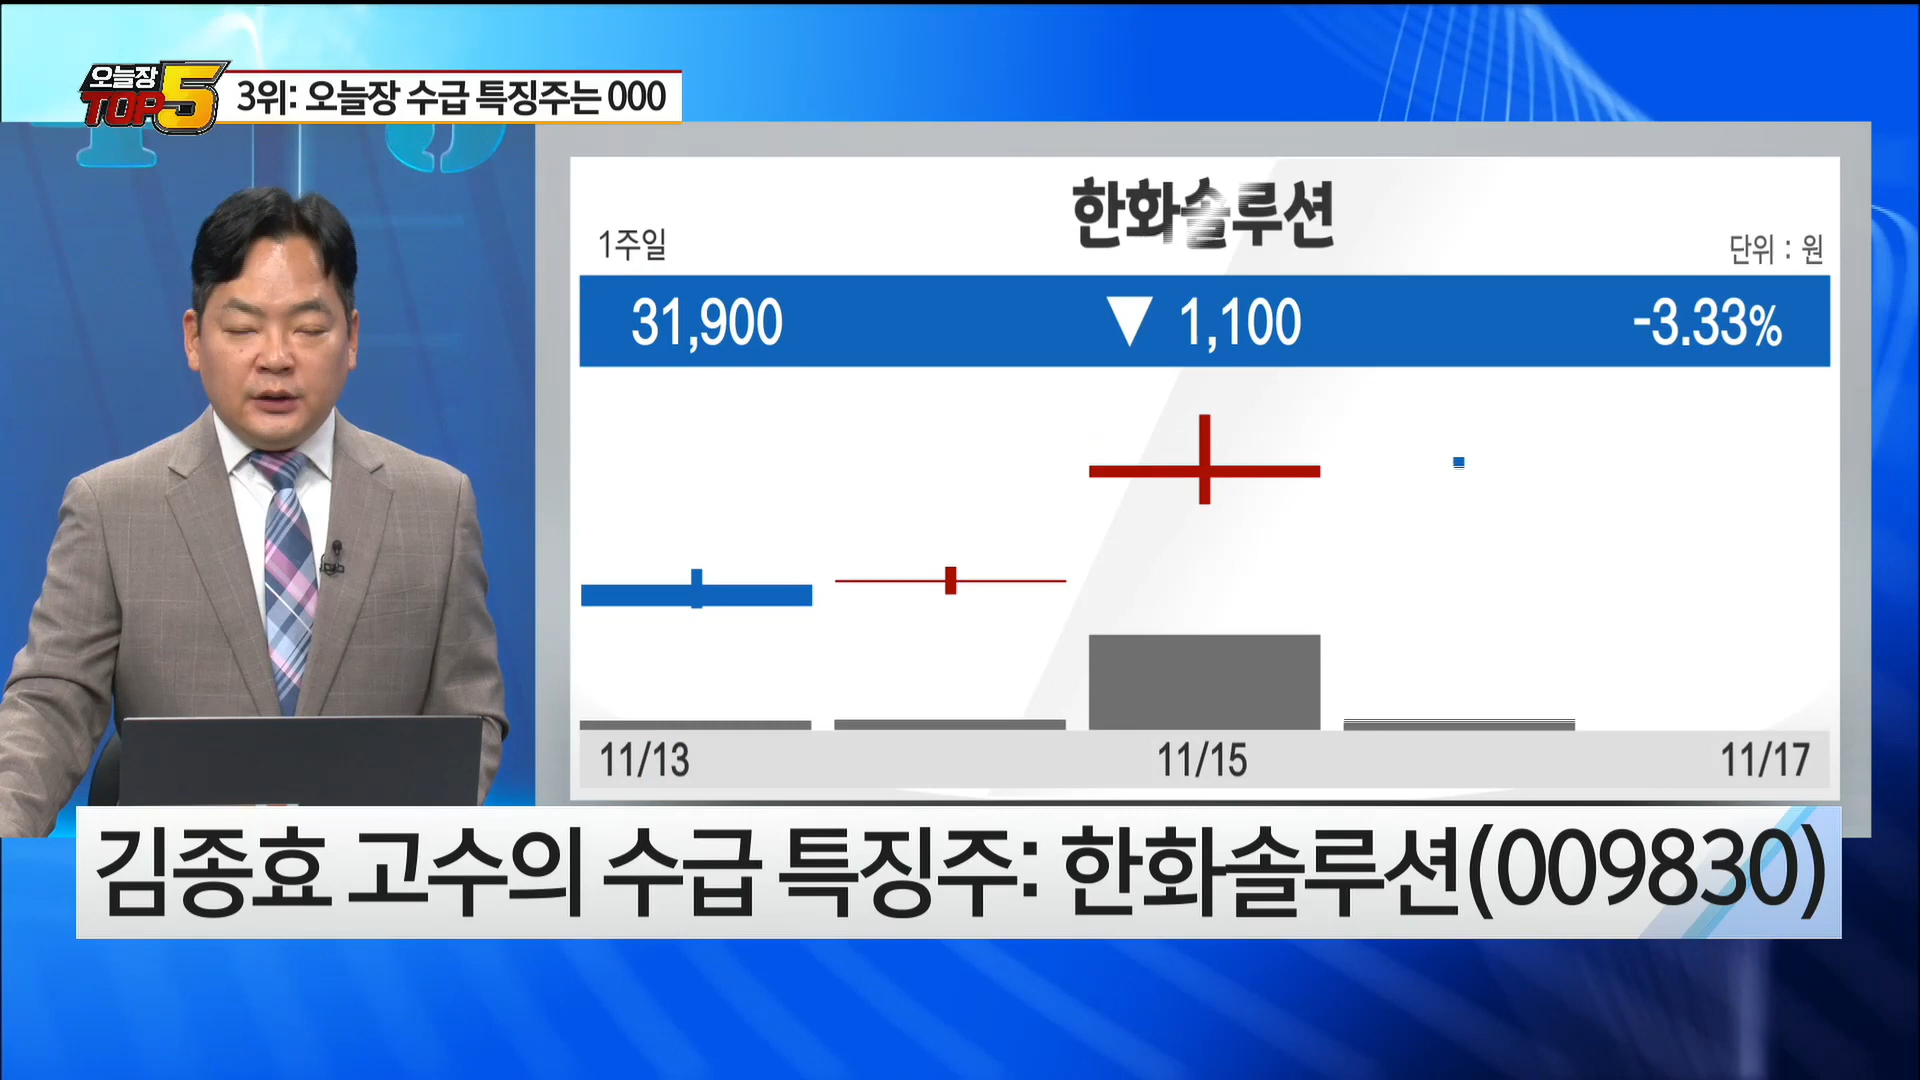 오늘장
TOP5
3위: 오늘장 수급 특징주는 000
한화솔루션
1주일
단위 : 원
31,900 ▼ 1,100 -3.33%
11/13 11/15 11/17
김종효 고수의 수급 특징주: 한화솔루션(009830)